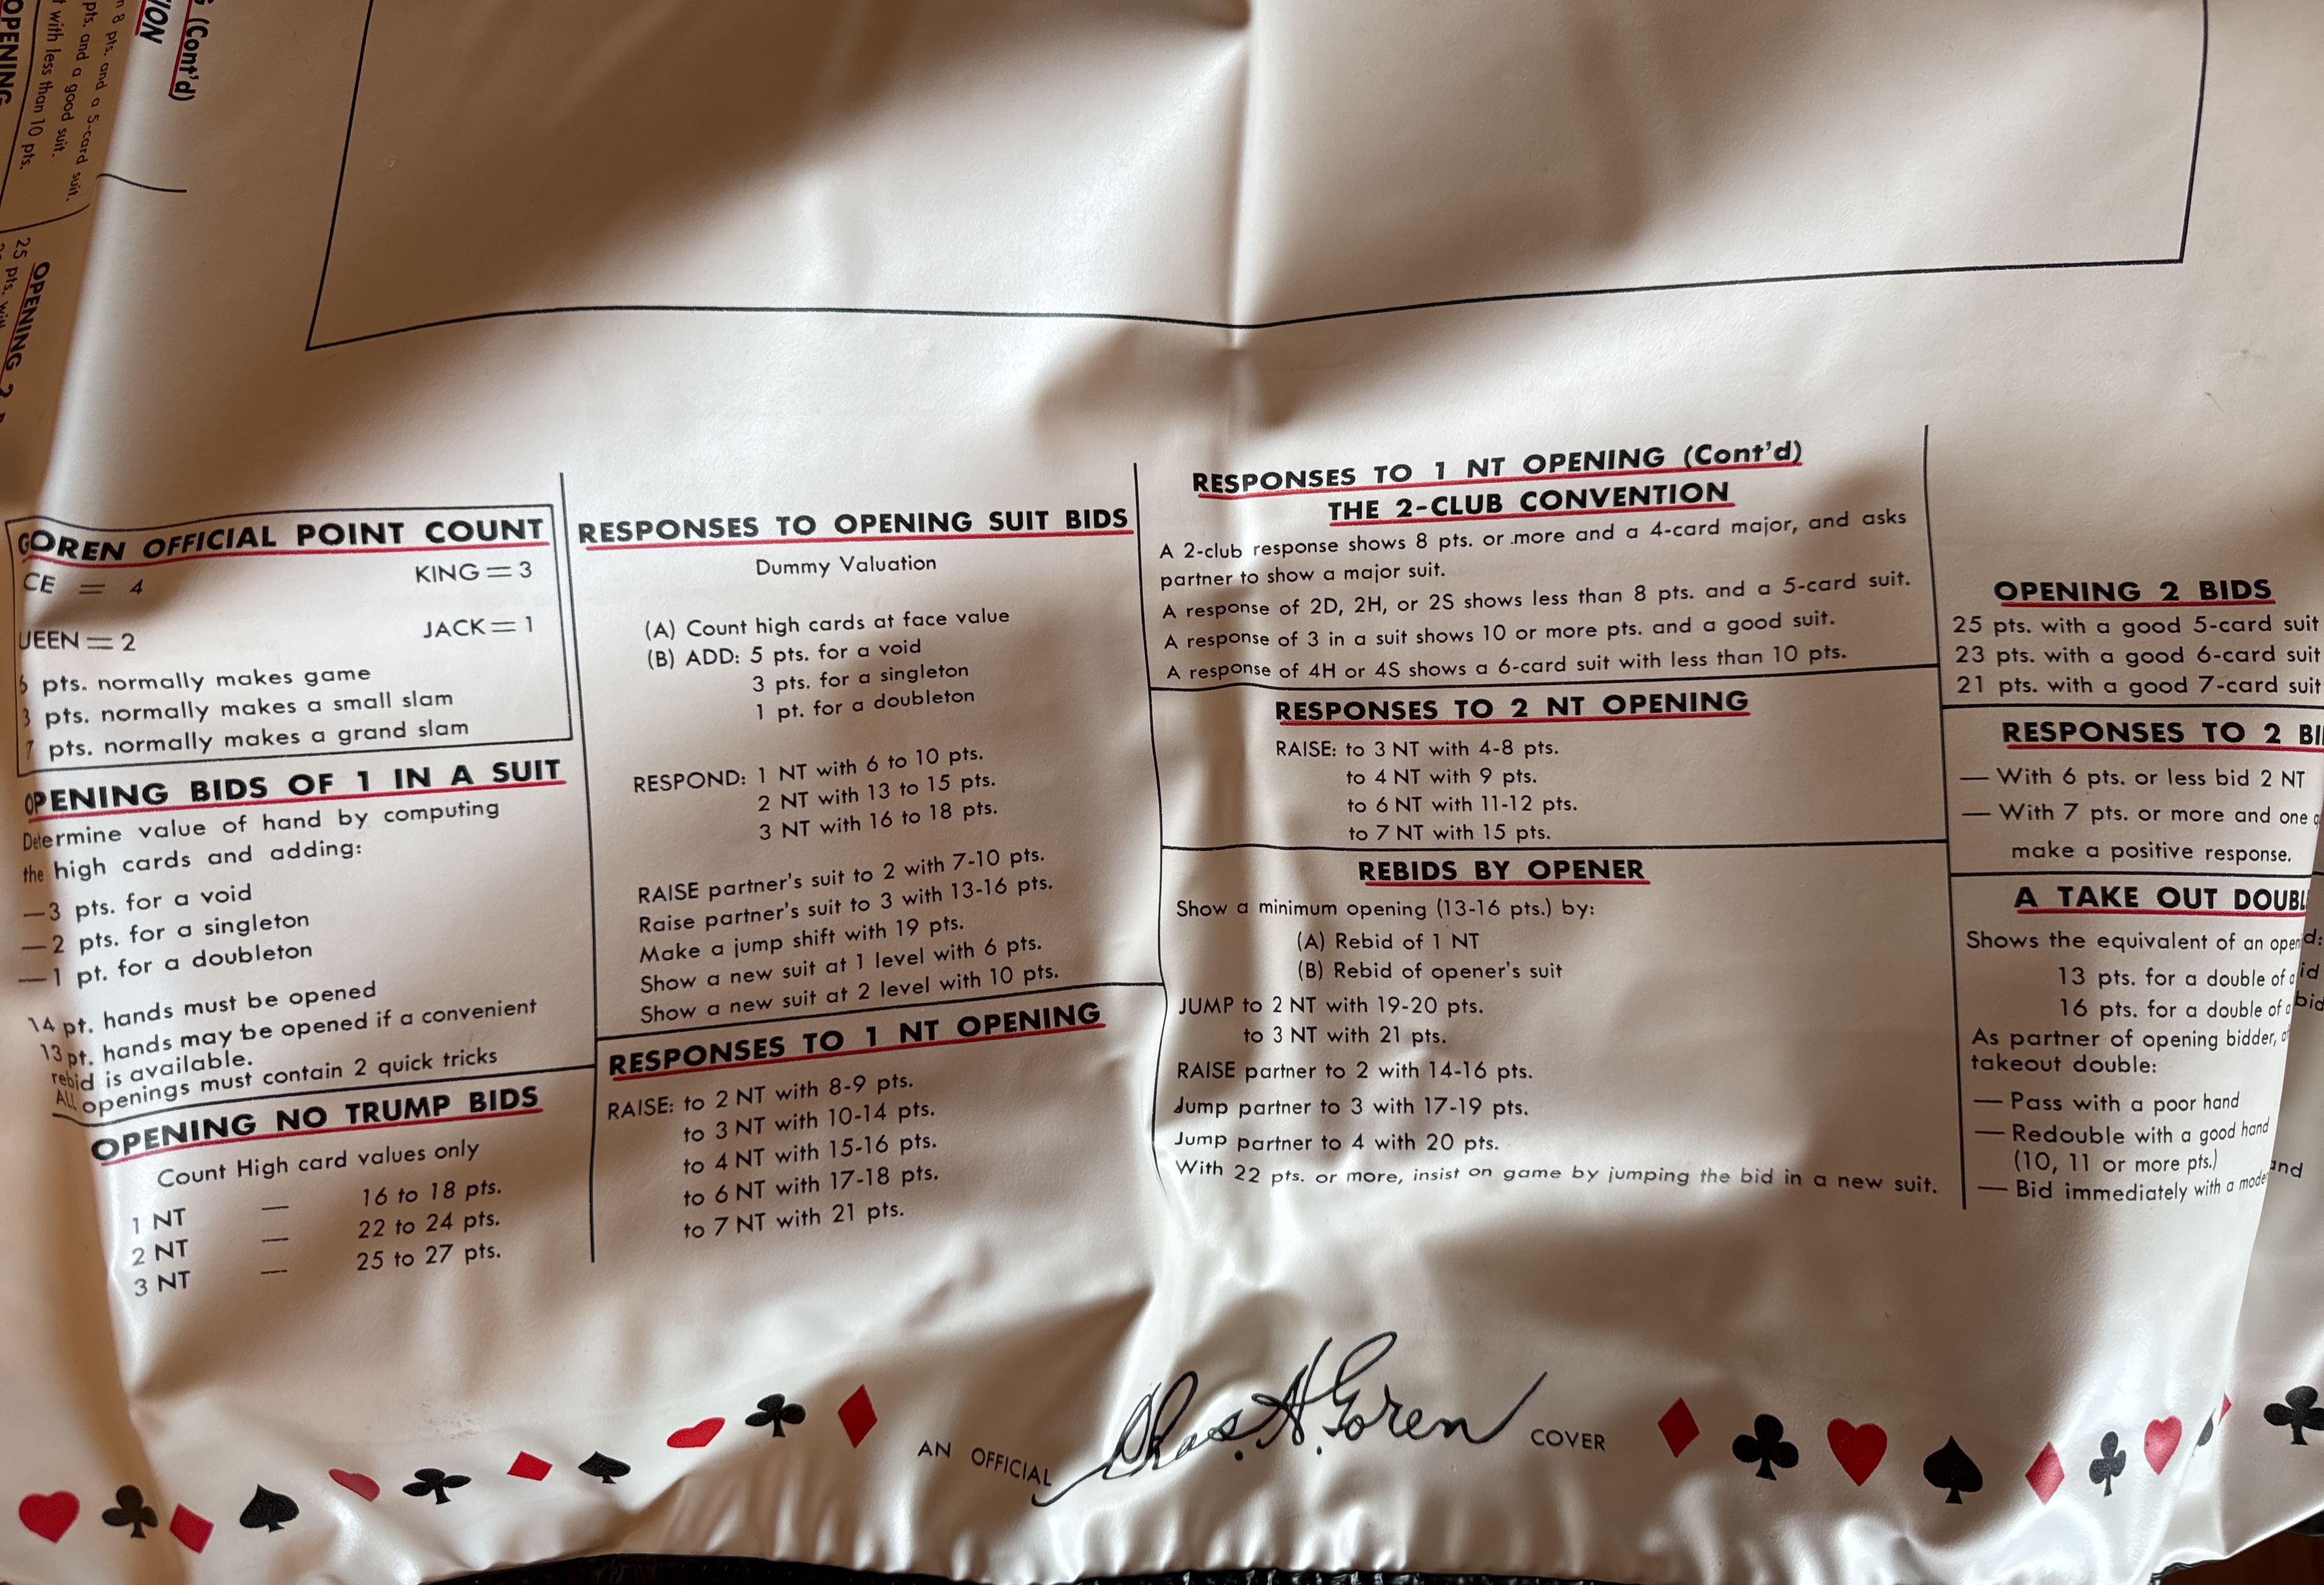 (Cont'd)
ION
8 pts. and a 5-card suit.
pts. and a good suit.
with less than 10 pts.
OPENING
OPENING 2
25 pts.
GOREN OFFICIAL POINT COUNT
CE = 4 KING = 3
UEEN = 2 JACK = 1
pts. normally makes game
pts. normally makes a small slam
pts. normally makes a grand slam
OPENING BIDS OF 1 IN A SUIT
Determine value of hand by computing
the high cards and adding:
—3 pts. for a void
—2 pts. for a singleton
—1 pt. for a doubleton
14 pt. hands must be opened
13 pt. hands may be opened if a convenient
rebid is available.
ALL openings must contain 2 quick tricks
OPENING NO TRUMP BIDS
Count High card values only
1 NT — 16 to 18 pts.
2 NT — 22 to 24 pts.
3 NT — 25 to 27 pts.
RESPONSES TO OPENING SUIT BIDS
Dummy Valuation
(A) Count high cards at face value
(B) ADD: 5 pts. for a void
3 pts. for a singleton
1 pt. for a doubleton
RESPOND: 1 NT with 6 to 10 pts.
2 NT with 13 to 15 pts.
3 NT with 16 to 18 pts.
RAISE partner's suit to 2 with 7-10 pts.
Raise partner's suit to 3 with 13-16 pts.
Make a jump shift with 19 pts.
Show a new suit at 1 level with 6 pts.
Show a new suit at 2 level with 10 pts.
RESPONSES TO 1 NT OPENING
RAISE: to 2 NT with 8-9 pts.
to 3 NT with 10-14 pts.
to 4 NT with 15-16 pts.
to 6 NT with 17-18 pts.
to 7 NT with 21 pts.
RESPONSES TO 1 NT OPENING (Cont'd)
THE 2-CLUB CONVENTION
A 2-club response shows 8 pts. or more and a 4-card major, and asks
partner to show a major suit.
A response of 2D, 2H, or 2S shows less than 8 pts. and a 5-card suit.
A response of 3 in a suit shows 10 or more pts. and a good suit.
A response of 4H or 4S shows a 6-card suit with less than 10 pts.
RESPONSES TO 2 NT OPENING
RAISE: to 3 NT with 4-8 pts.
to 4 NT with 9 pts.
to 6 NT with 11-12 pts.
to 7 NT with 15 pts.
REBIDS BY OPENER
Show a minimum opening (13-16 pts.) by:
(A) Rebid of 1 NT
(B) Rebid of opener's suit
JUMP to 2 NT with 19-20 pts.
to 3 NT with 21 pts.
RAISE partner to 2 with 14-16 pts.
Jump partner to 3 with 17-19 pts.
Jump partner to 4 with 20 pts.
With 22 pts. or more, insist on game by jumping the bid in a new suit.
OPENING 2 BIDS
25 pts. with a good 5-card suit
23 pts. with a good 6-card suit
21 pts. with a good 7-card suit
RESPONSES TO 2 BI
— With 6 pts. or less bid 2 NT
— With 7 pts. or more and one
make a positive response.
A TAKE OUT DOUBL
Shows the equivalent of an open
13 pts. for a double of
16 pts. for a double of
As partner of opening bidder,
takeout double:
— Pass with a poor hand
— Redouble with a good hand
(10, 11 or more pts.)
— Bid immediately with a mode
AN OFFICIAL Chas. H. Goren COVER